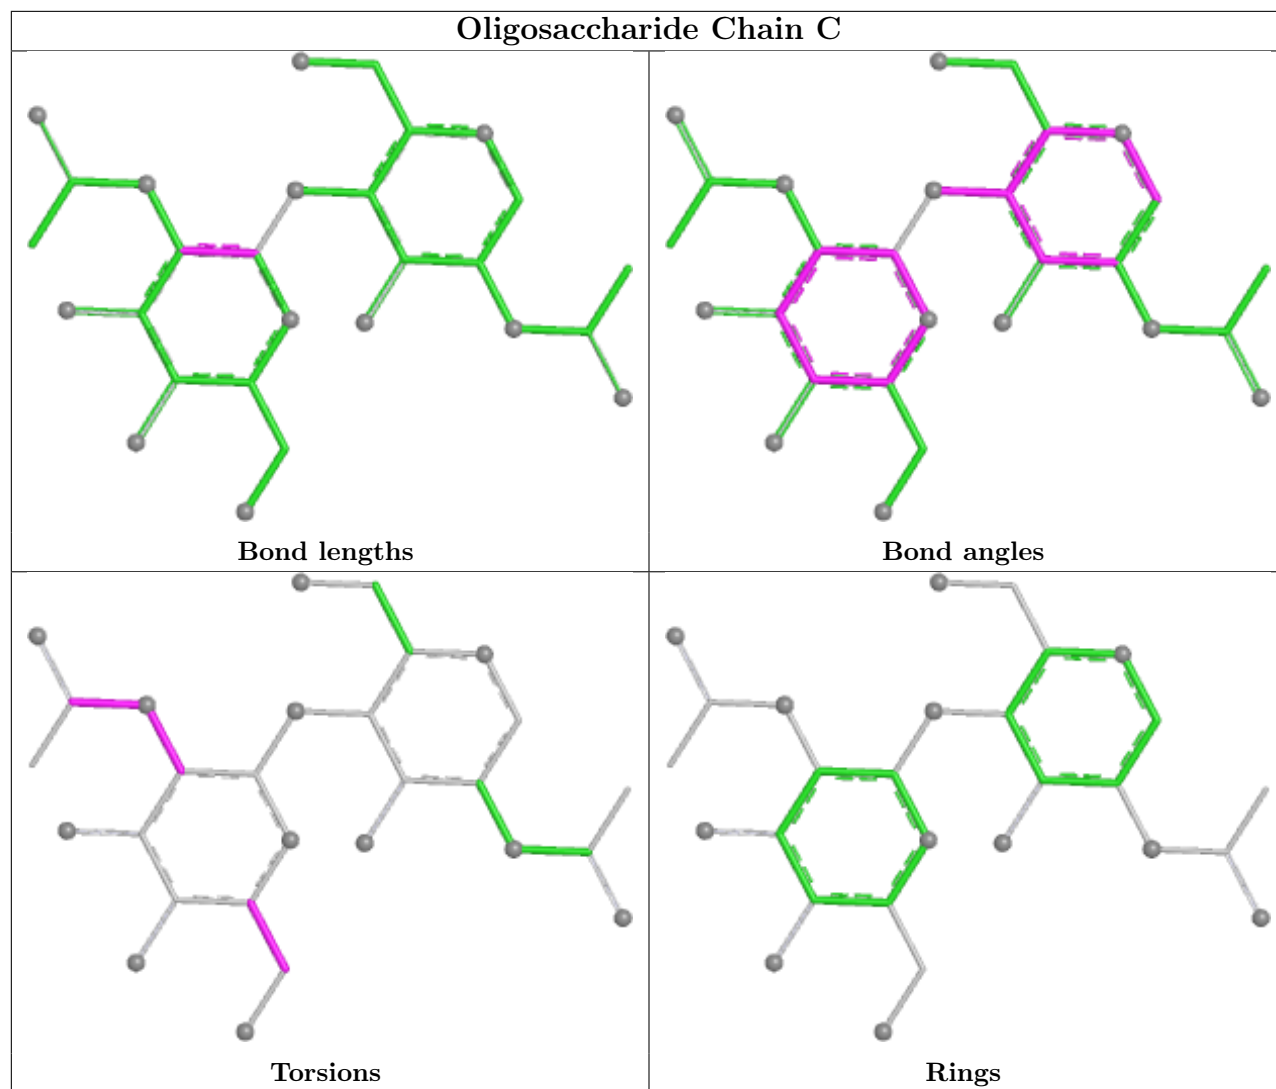 Oligosaccharide Chain C
Bond lengths
Bond angles
Torsions
Rings